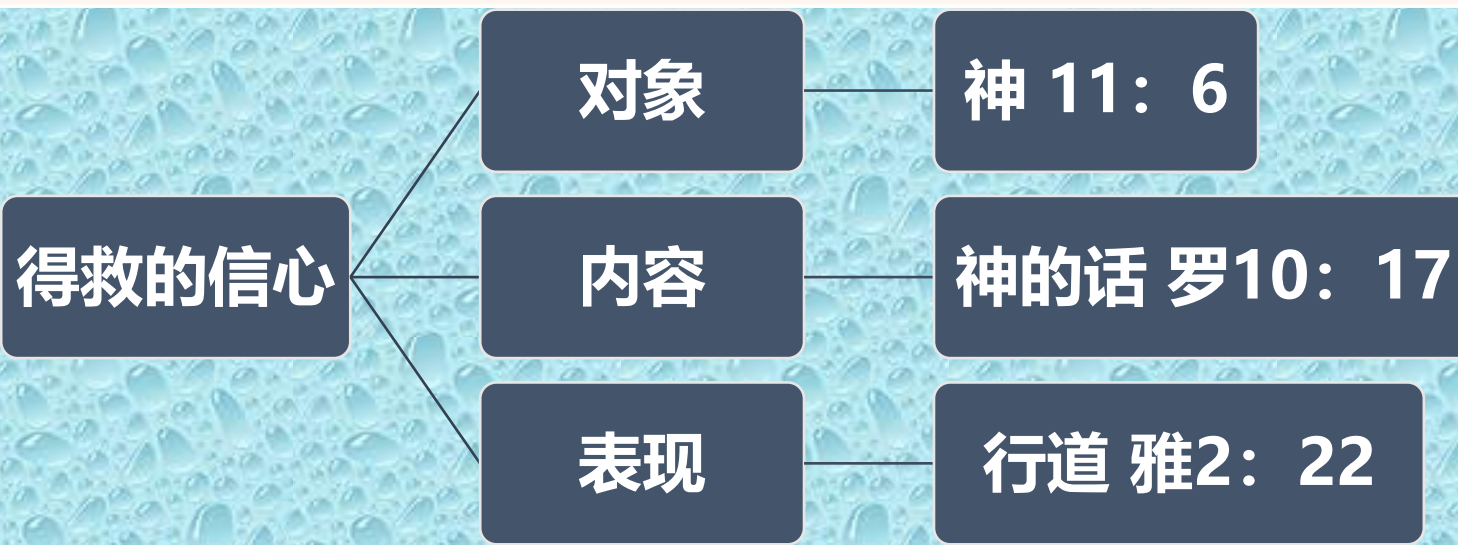 对象
神 11：6
得救的信心
内容
神的话 罗10：17
表现
行道 雅2：22